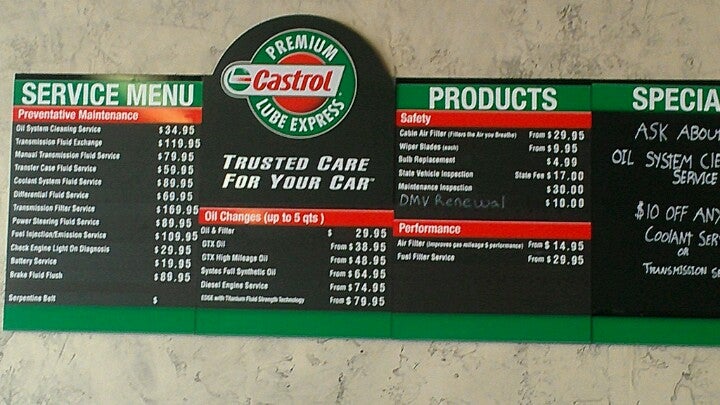 SERVICE MENU
Preventative Maintenance
Oil System Cleaning Service $34.95
Transmission Fluid Exchange $119.95
Manual Transmission Fluid Service $79.95
Transfer Case Fluid Service $59.95
Coolant System Fluid Service $89.95
Differential Fluid Service $69.95
Transmission Filter Service $169.95
Power Steering Fluid Service $89.95
Fuel Injection/Emission Service $109.95
Check Engine Light On Diagnosis $29.95
Battery Service $19.95
Brake Fluid Flush $89.95
Serpentine Belt $
PREMIUM
Castrol
LUBE EXPRESS
TRUSTED CARE
FOR YOUR CAR™
Oil Changes (up to 5 qts )
Oil & Filter $ 29.95
GTX Oil From $38.95
GTX High Mileage Oil From $48.95
Syntec Full Synthetic Oil From $64.95
Diesel Engine Service From $74.95
EDGE with Titanium Fluid Strength Technology From $79.95
PRODUCTS
Safety
Cabin Air Filter (Filters the Air you Breathe) From $29.95
Wiper Blades (each) From $9.95
Bulb Replacement $4.99
State Vehicle Inspection State Fee $17.00
Maintenance Inspection $30.00
DMV Renewal $10.00
Performance
Air Filter (improves gas mileage & performance) From $14.95
Fuel Filter Service From $29.95
SPECIA
ASK ABOU
OIL SYSTEM CLE
SERVICE
$10 OFF ANY
COOLANT SER
OR
TRANSMISSION S